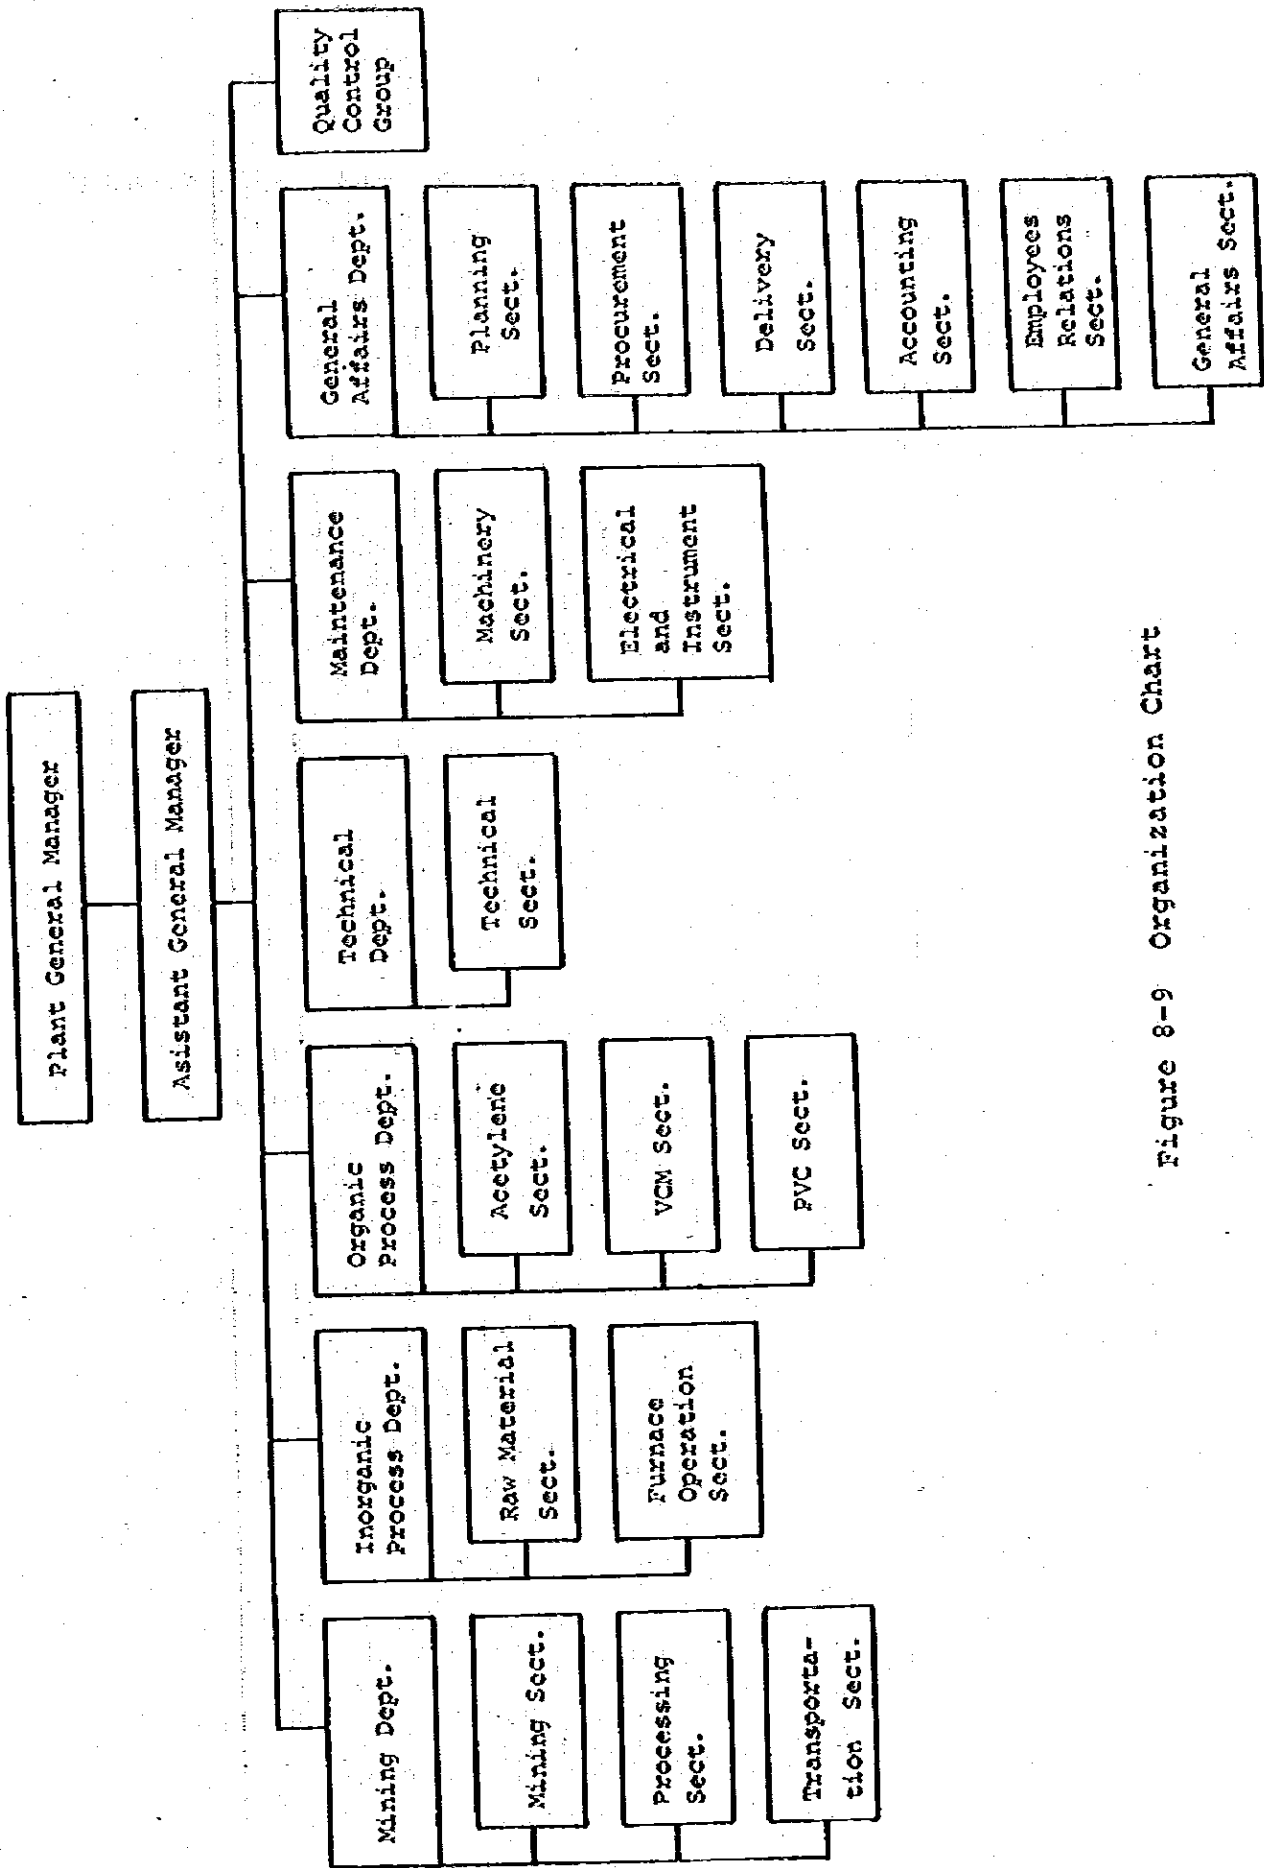 Plant General Manager
Asistant General Manager
Mining Dept.
Mining Sect.
Processing
Sect.
Transporta-
tion Sect.
Inorganic
Process Dept.
Raw Material
Sect.
Furnace
Operation
Sect.
Organic
Process Dept.
Acetylene
Sect.
VCM Sect.
PVC Sect.
Technical
Dept.
Technical
Sect.
Maintenance
Dept.
Machinery
Sect.
Electrical
and
Instrument
Sect.
General
Affairs Dept.
Planning
Sect.
Procurement
Sect.
Delivery
Sect.
Accounting
Sect.
Employees
Relations
Sect.
General
Affairs Sect.
Quality
Control
Group
Figure 8-9 Organization Chart